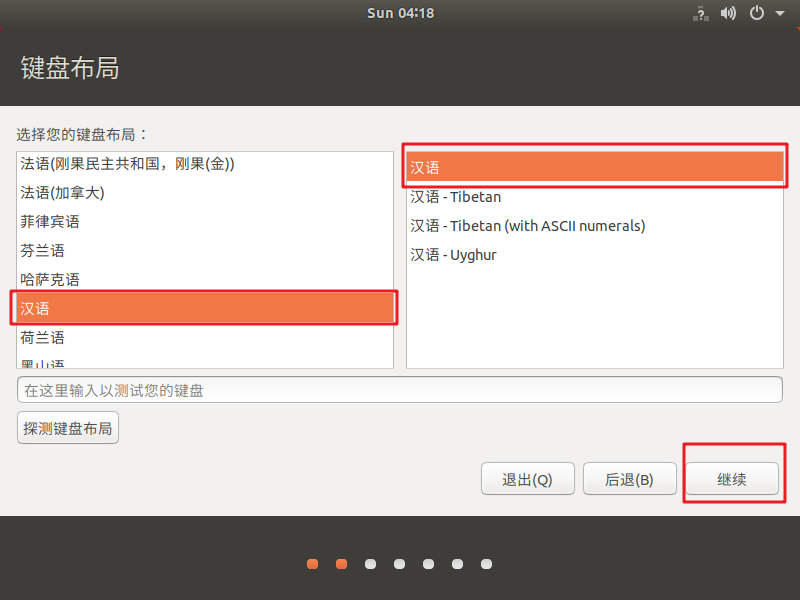 Sun 04:18
键盘布局
选择您的键盘布局：
法语(刚果民主共和国，刚果(金))
法语(加拿大)
菲律宾语
芬兰语
哈萨克语
汉语
荷兰语
黑山语
汉语
汉语 - Tibetan
汉语 - Tibetan (with ASCII numerals)
汉语 - Uyghur
在这里输入以测试您的键盘
探测键盘布局
退出(Q)
后退(B)
继续